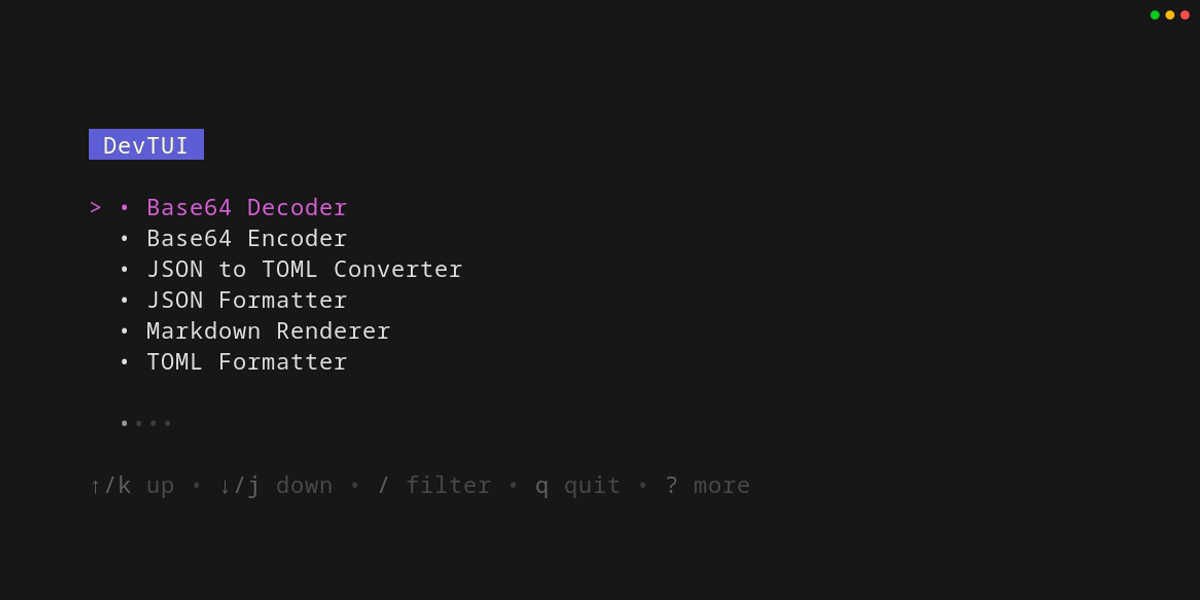 DevTUI
> • Base64 Decoder
• Base64 Encoder
• JSON to TOML Converter
• JSON Formatter
• Markdown Renderer
• TOML Formatter
••••
↑/k up • ↓/j down • / filter • q quit • ? more